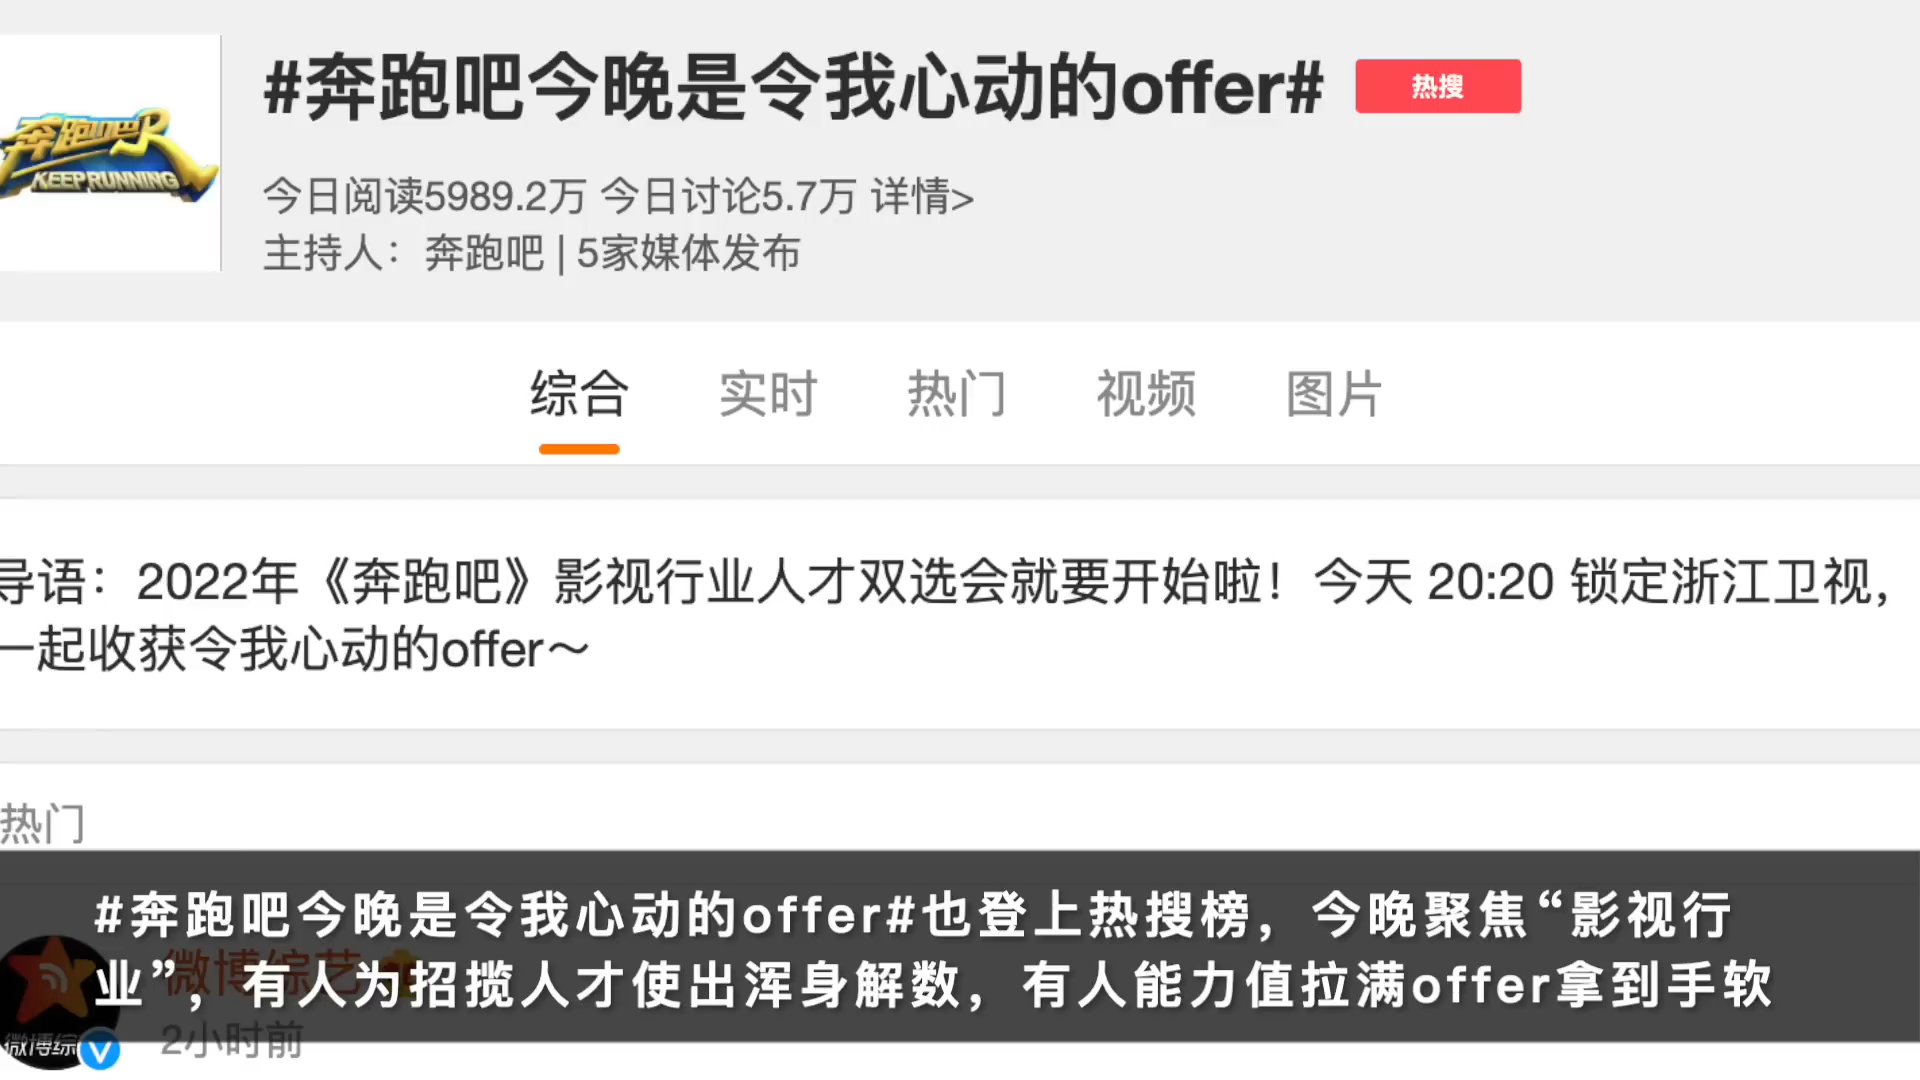 奔跑吧R
KEEP RUNNING
#奔跑吧今晚是令我心动的offer# 热搜
今日阅读5989.2万 今日讨论5.7万 详情>
主持人：奔跑吧 | 5家媒体发布
综合 实时 热门 视频 图片
导语：2022年《奔跑吧》影视行业人才双选会就要开始啦！今天 20:20 锁定浙江卫视，
一起收获令我心动的offer～
热门
#奔跑吧今晚是令我心动的offer#也登上热搜榜，今晚聚焦“影视行
业”，有人为招揽人才使出浑身解数，有人能力值拉满offer拿到手软
微博综艺
2小时前
微博综